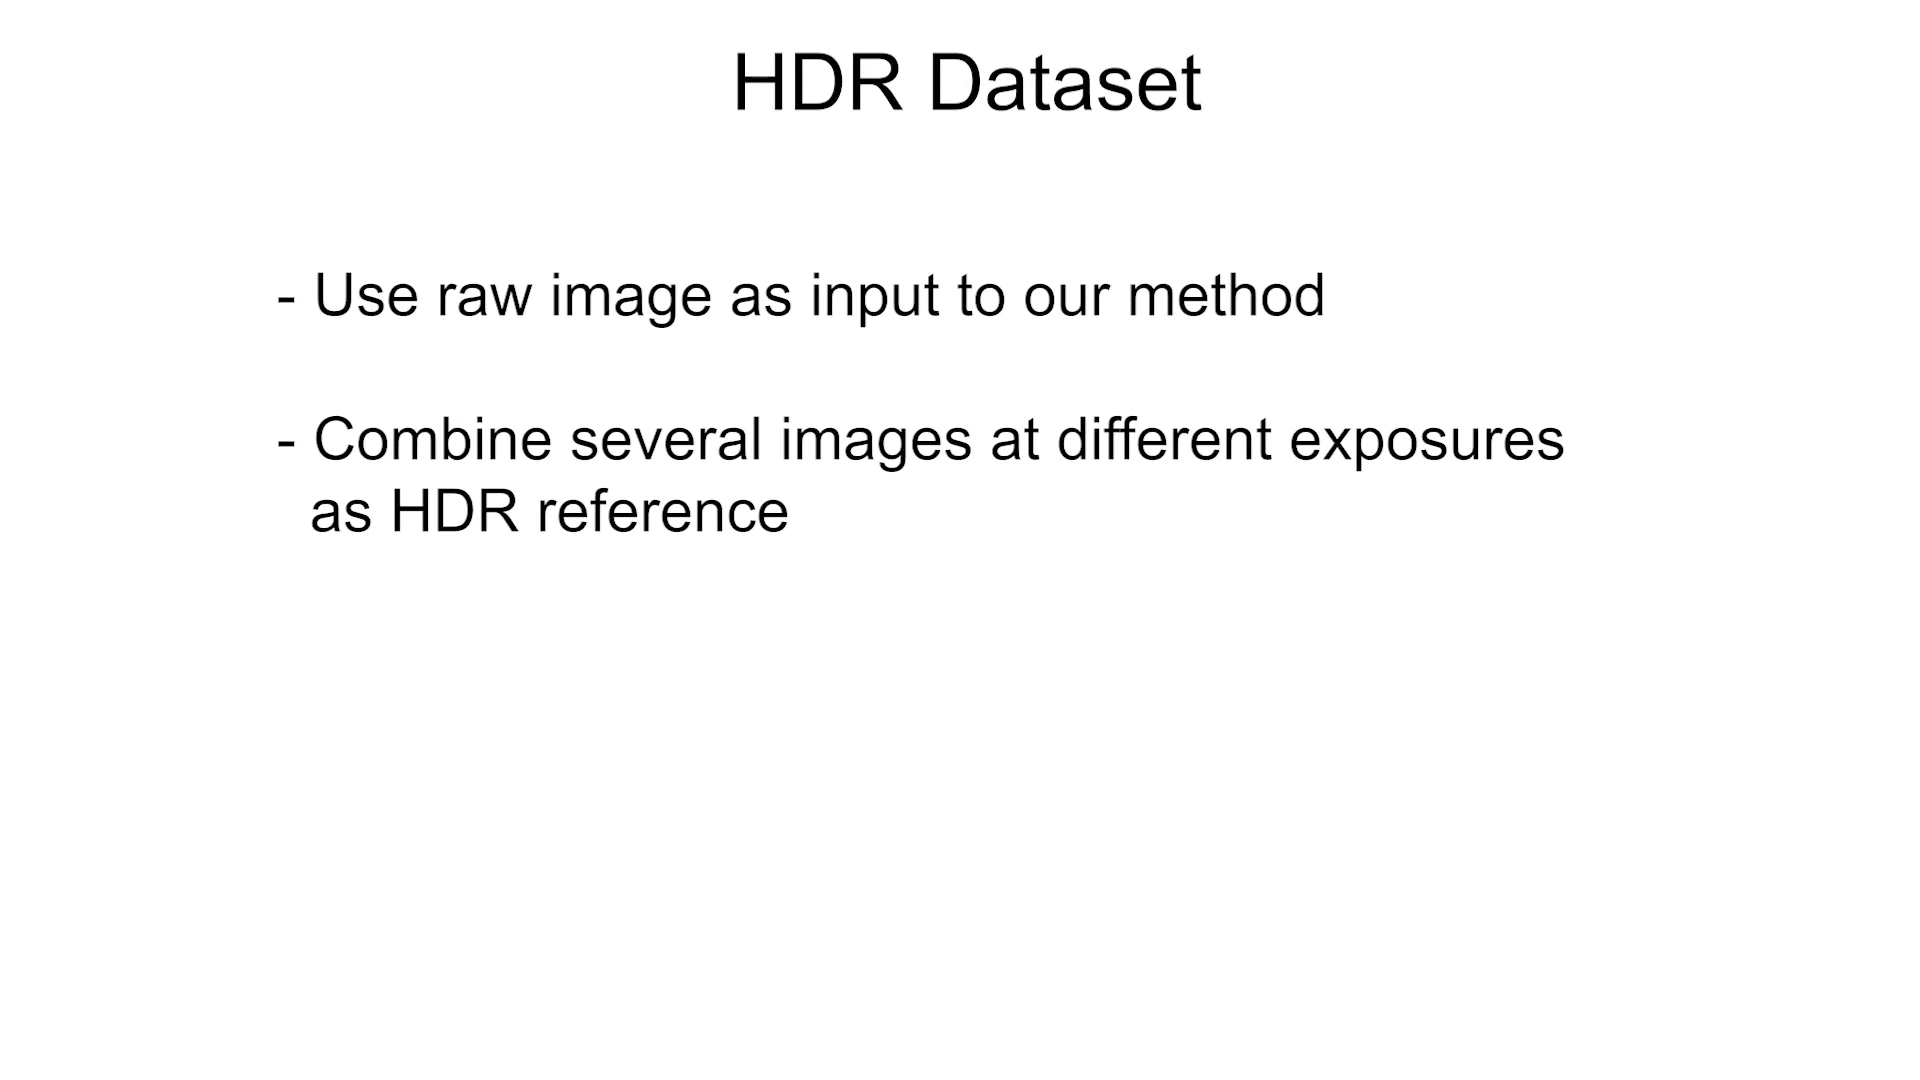 HDR Dataset
- Use raw image as input to our method
- Combine several images at different exposures
as HDR reference